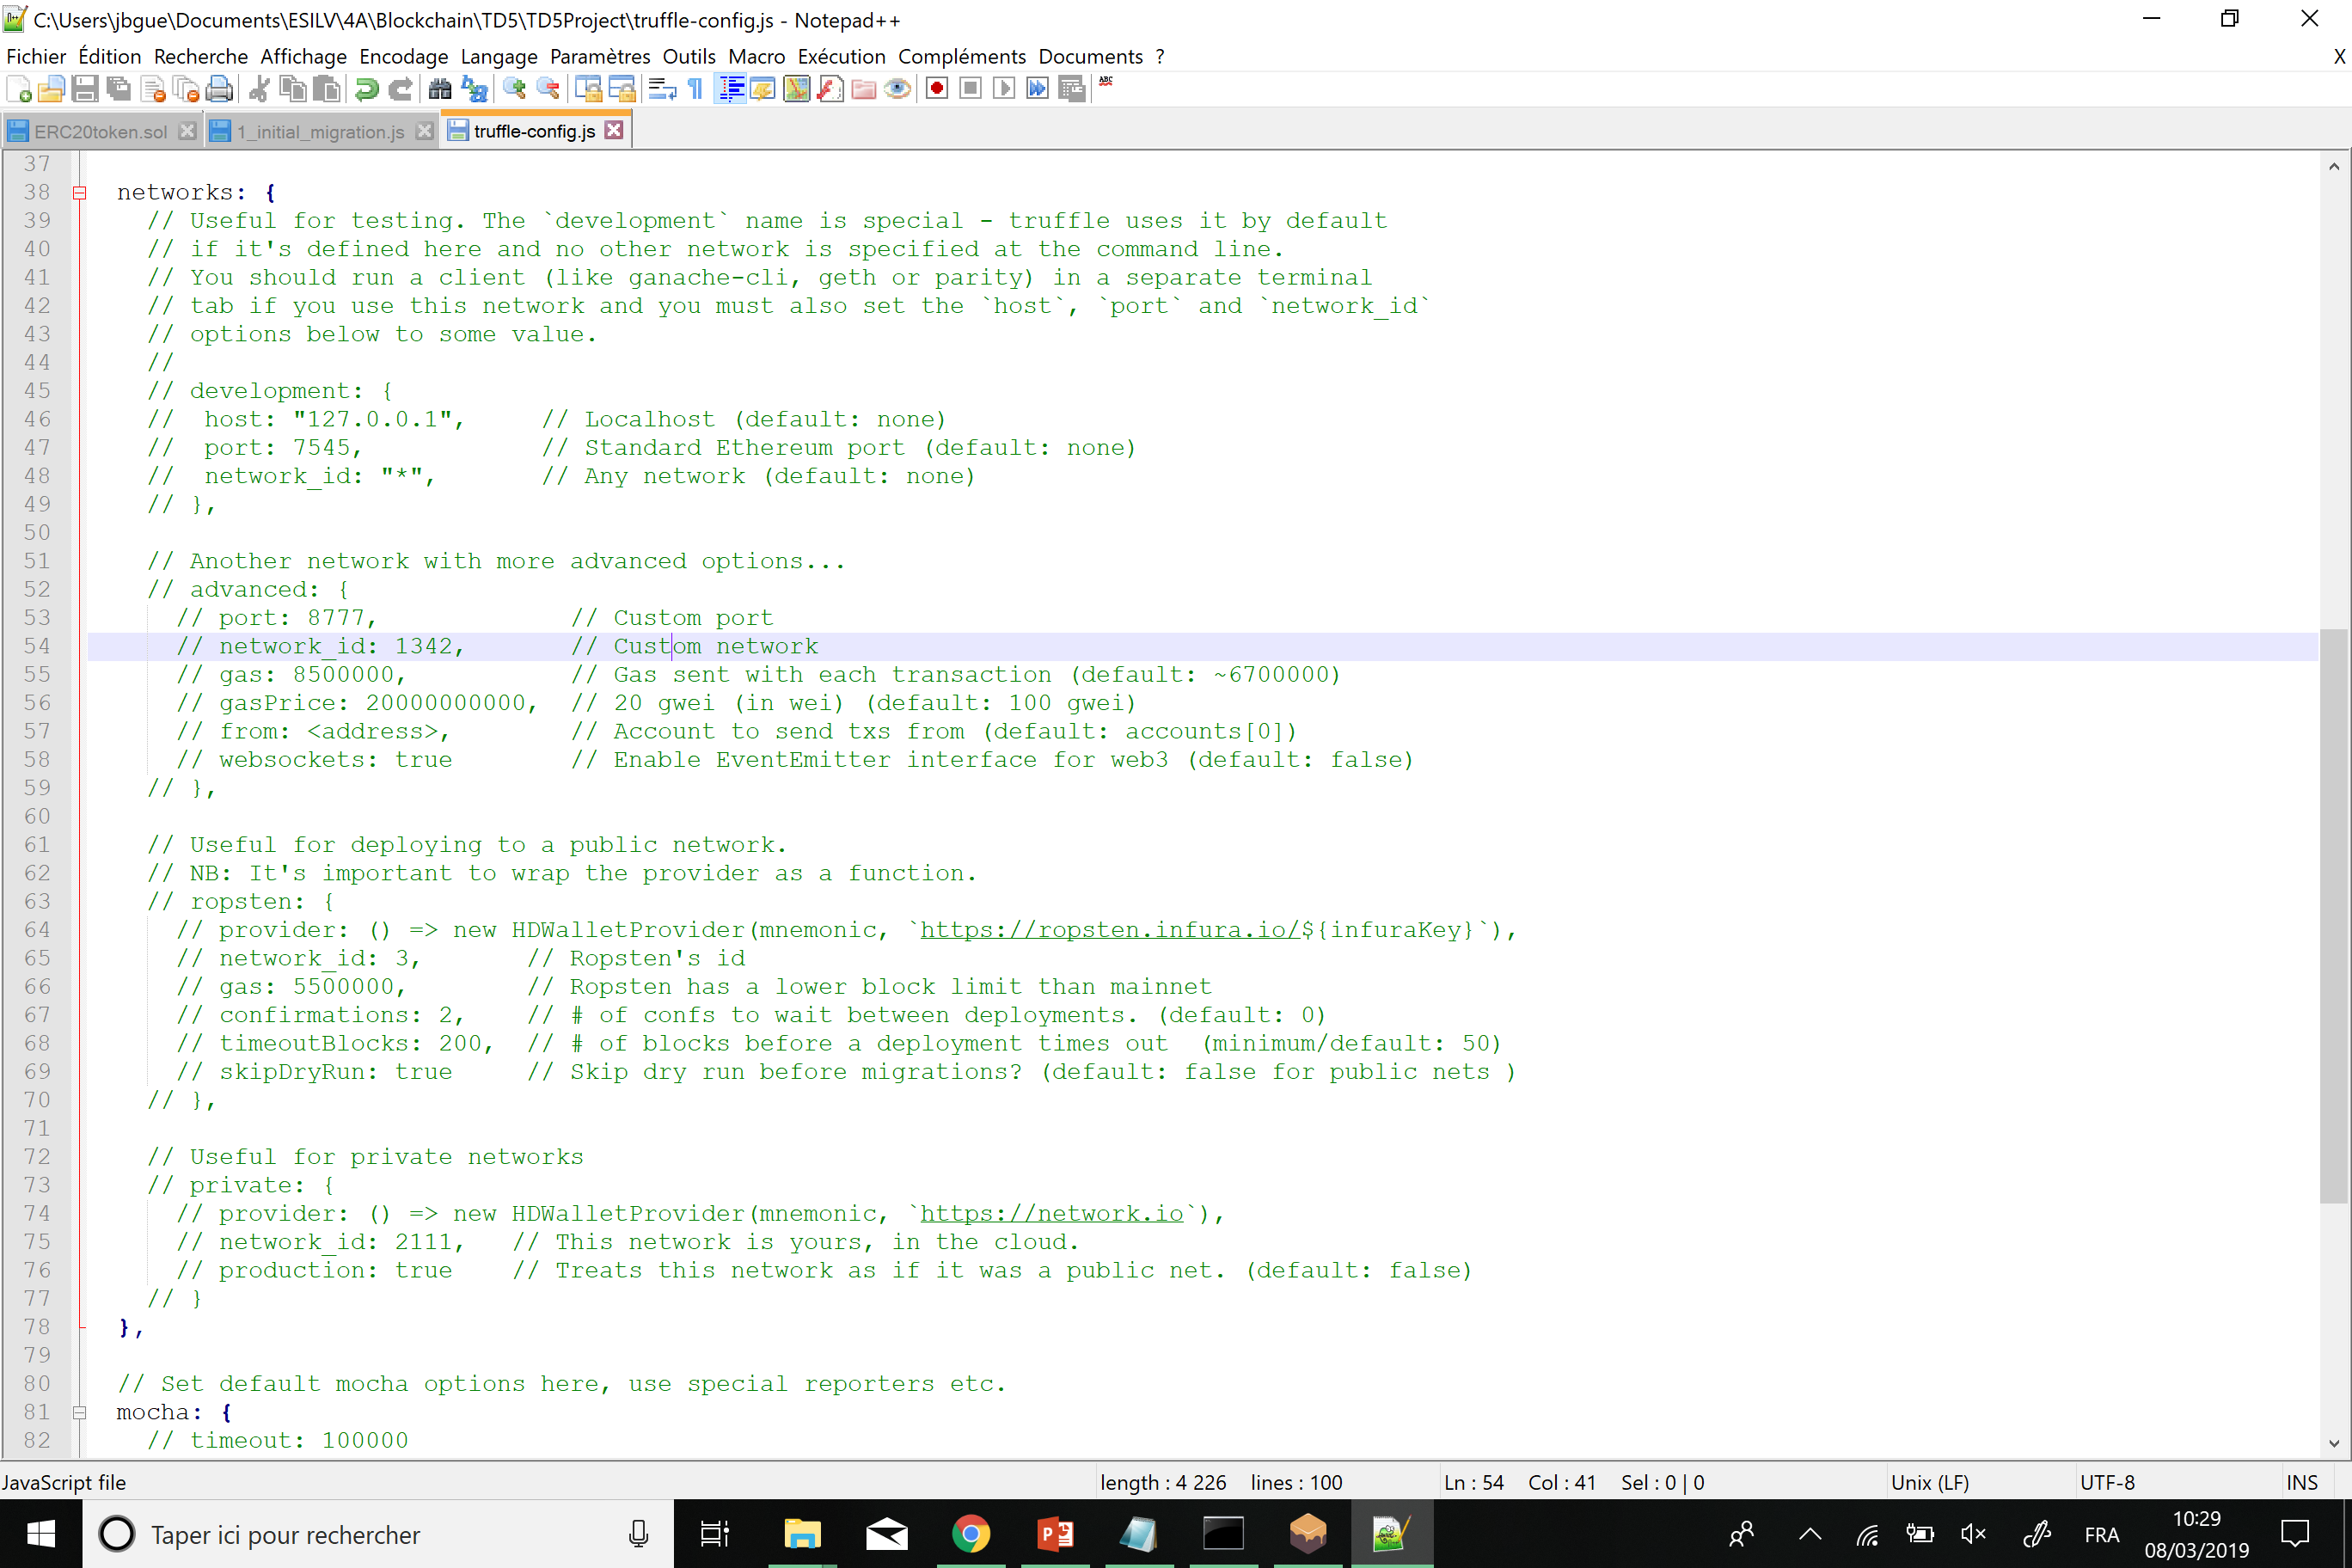 C:\Users\jbgue\Documents\ESILV\4A\Blockchain\TD5\TD5Project\truffle-config.js - Notepad++
Fichier Édition Recherche Affichage Encodage Langage Paramètres Outils Macro Exécution Compléments Documents ? X
ERC20token.sol 1_initial_migration.js truffle-config.js
37
38 networks: {
39 // Useful for testing. The `development` name is special - truffle uses it by default
40 // if it's defined here and no other network is specified at the command line.
41 // You should run a client (like ganache-cli, geth or parity) in a separate terminal
42 // tab if you use this network and you must also set the `host`, `port` and `network_id`
43 // options below to some value.
44 //
45 // development: {
46 //  host: "127.0.0.1",     // Localhost (default: none)
47 //  port: 7545,            // Standard Ethereum port (default: none)
48 //  network_id: "*",       // Any network (default: none)
49 // },
50
51 // Another network with more advanced options...
52 // advanced: {
53 // port: 8777,             // Custom port
54 // network_id: 1342,       // Custom network
55 // gas: 8500000,           // Gas sent with each transaction (default: ~6700000)
56 // gasPrice: 20000000000,  // 20 gwei (in wei) (default: 100 gwei)
57 // from: <address>,        // Account to send txs from (default: accounts[0])
58 // websockets: true        // Enable EventEmitter interface for web3 (default: false)
59 // },
60
61 // Useful for deploying to a public network.
62 // NB: It's important to wrap the provider as a function.
63 // ropsten: {
64 // provider: () => new HDWalletProvider(mnemonic, `https://ropsten.infura.io/${infuraKey}`),
65 // network_id: 3,       // Ropsten's id
66 // gas: 5500000,        // Ropsten has a lower block limit than mainnet
67 // confirmations: 2,    // # of confs to wait between deployments. (default: 0)
68 // timeoutBlocks: 200,  // # of blocks before a deployment times out  (minimum/default: 50)
69 // skipDryRun: true     // Skip dry run before migrations? (default: false for public nets )
70 // },
71
72 // Useful for private networks
73 // private: {
74 // provider: () => new HDWalletProvider(mnemonic, `https://network.io`),
75 // network_id: 2111,   // This network is yours, in the cloud.
76 // production: true    // Treats this network as if it was a public net. (default: false)
77 // }
78 },
79
80 // Set default mocha options here, use special reporters etc.
81 mocha: {
82 // timeout: 100000
JavaScript file length : 4 226 lines : 100 Ln : 54 Col : 41 Sel : 0 | 0 Unix (LF) UTF-8 INS
Taper ici pour rechercher FRA 10:29
08/03/2019